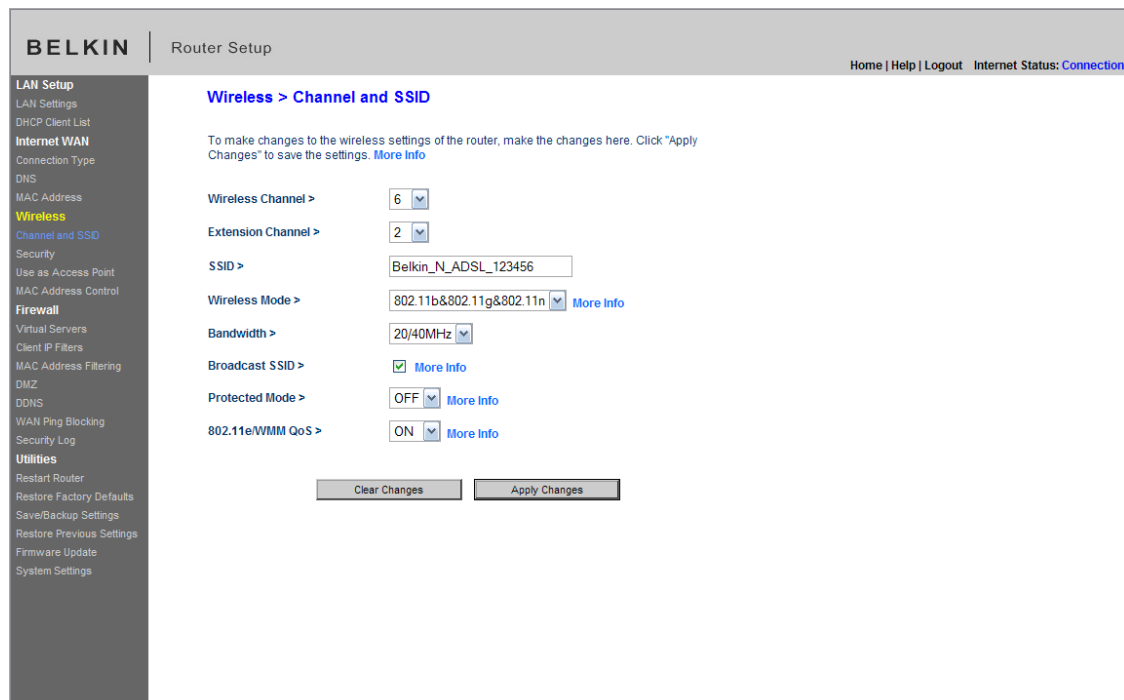 BELKIN
Router Setup
Home | Help | Logout Internet Status: Connection
LAN Setup
LAN Settings
DHCP Client List
Internet WAN
Connection Type
DNS
MAC Address
Wireless
Channel and SSID
Security
Use as Access Point
MAC Address Control
Firewall
Virtual Servers
Client IP Filters
MAC Address Filtering
DMZ
DDNS
WAN Ping Blocking
Security Log
Utilities
Restart Router
Restore Factory Defaults
Save/Backup Settings
Restore Previous Settings
Firmware Update
System Settings
Wireless > Channel and SSID
To make changes to the wireless settings of the router, make the changes here. Click "Apply
Changes" to save the settings. More Info
Wireless Channel > 6
Extension Channel > 2
SSID > Belkin_N_ADSL_123456
Wireless Mode > 802.11b&802.11g&802.11n More Info
Bandwidth > 20/40MHz
Broadcast SSID > More Info
Protected Mode > OFF More Info
802.11e/WMM QoS > ON More Info
Clear Changes Apply Changes